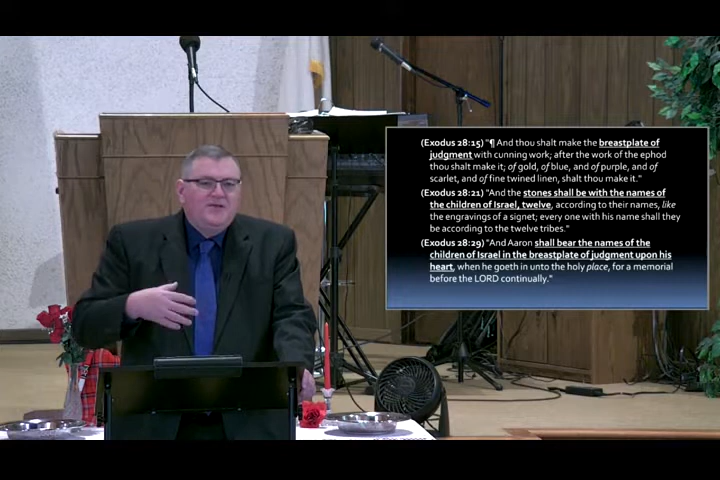 (Exodus 28:15) "¶ And thou shalt make the breastplate of
judgment with cunning work; after the work of the ephod
thou shalt make it; of gold, of blue, and of purple, and of
scarlet, and of fine twined linen, shalt thou make it."
(Exodus 28:21) "And the stones shall be with the names of
the children of Israel, twelve, according to their names, like
the engravings of a signet; every one with his name shall they
be according to the twelve tribes."
(Exodus 28:29) "And Aaron shall bear the names of the
children of Israel in the breastplate of judgment upon his
heart, when he goeth in unto the holy place, for a memorial
before the LORD continually."